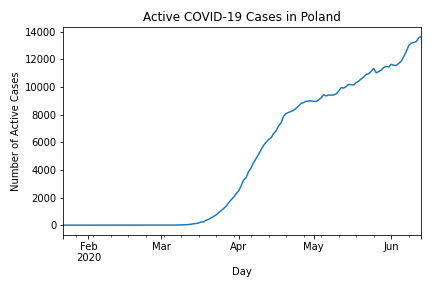 Active COVID-19 Cases in Poland
14000
12000
10000
8000
6000
4000
2000
0
Number of Active Cases
Feb Mar Apr May Jun
2020
Day